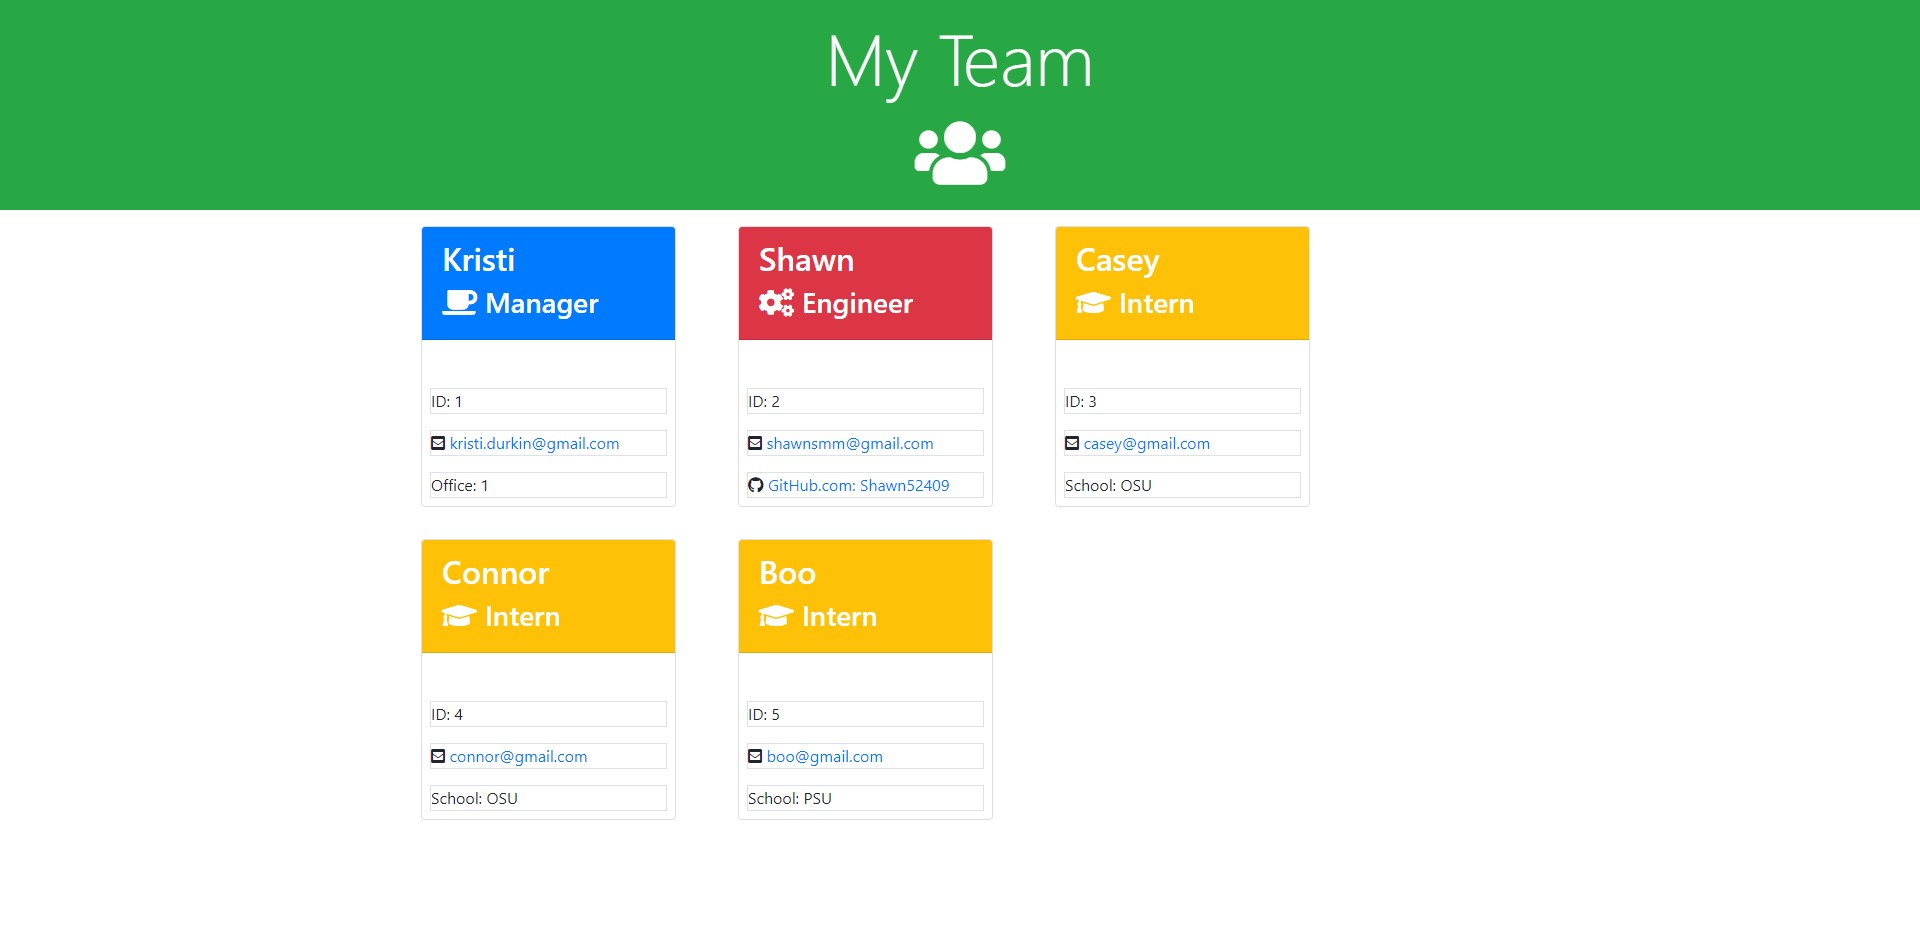 My Team
Kristi
Manager
ID: 1
kristi.durkin@gmail.com
Office: 1
Shawn
Engineer
ID: 2
shawnsmm@gmail.com
GitHub.com: Shawn52409
Casey
Intern
ID: 3
casey@gmail.com
School: OSU
Connor
Intern
ID: 4
connor@gmail.com
School: OSU
Boo
Intern
ID: 5
boo@gmail.com
School: PSU